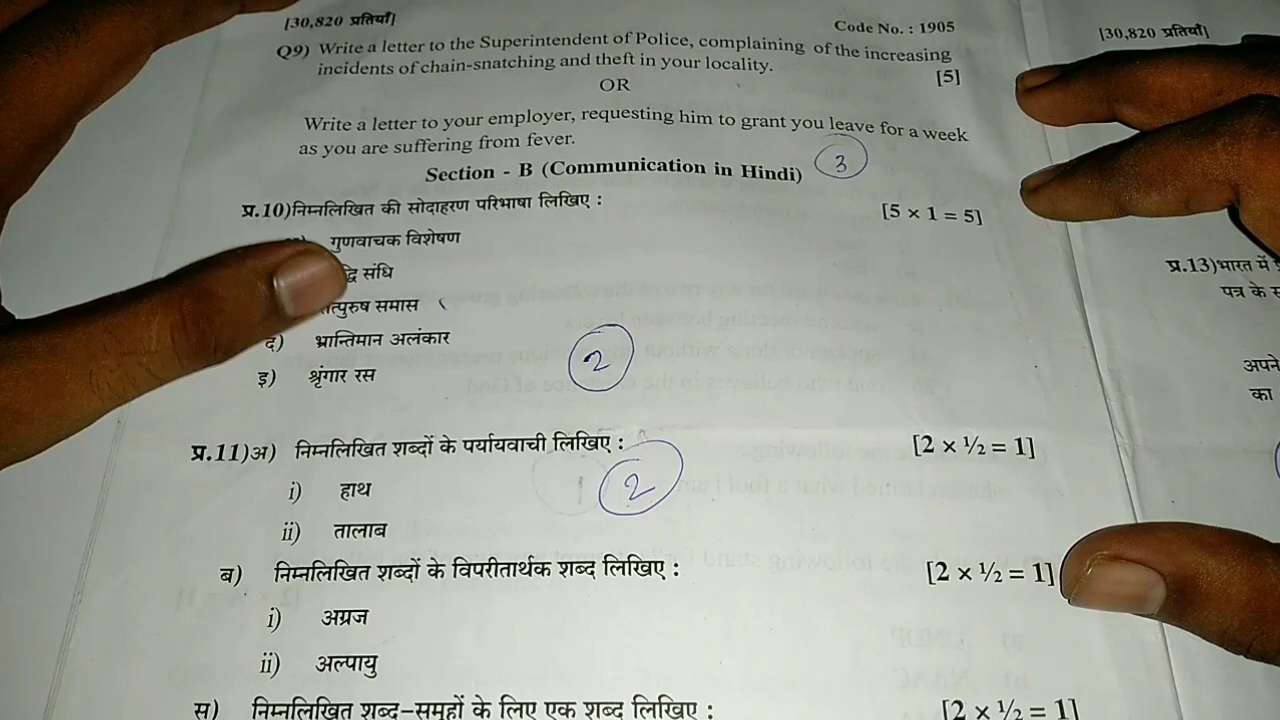 [30,820 प्रतियाँ]
Code No. : 1905
Q9) Write a letter to the Superintendent of Police, complaining of the increasing
incidents of chain-snatching and theft in your locality.
[5]
OR
Write a letter to your employer, requesting him to grant you leave for a week
as you are suffering from fever.
Section - B (Communication in Hindi)
3
प्र.10)निम्नलिखित की सोदाहरण परिभाषा लिखिए :
[5 × 1 = 5]
गुणवाचक विशेषण
संधि
समास
द) भ्रान्तिमान अलंकार
2
इ) श्रृंगार रस
प्र.11)अ) निम्नलिखित शब्दों के पर्यायवाची लिखिए :
[2 × ½ = 1]
i) हाथ
2
ii) तालाब
ब) निम्नलिखित शब्दों के विपरीतार्थक शब्द लिखिए :
[2 × ½ = 1]
i) अग्रज
ii) अल्पायु
स) निम्नलिखित शब्द-समूहों के लिए एक शब्द लिखिए :
[2 × ½ = 1]
[30,820 प्रतियाँ]
प्र.13)भारत में
पत्र के
अपने
का